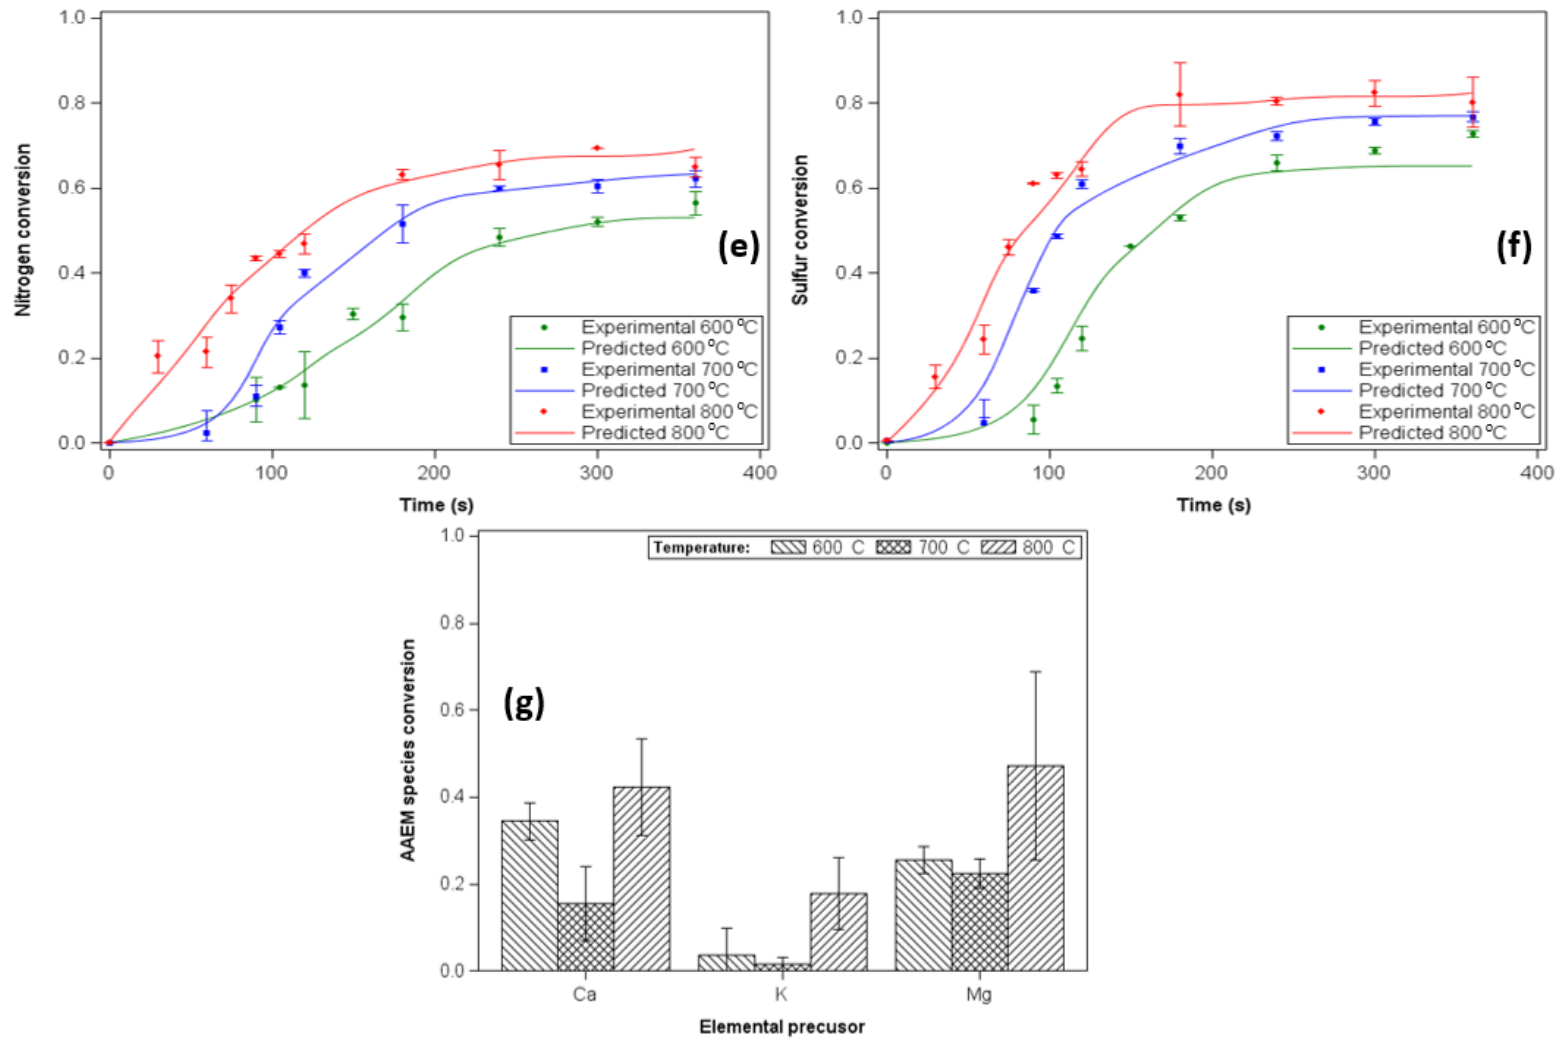 1.0
0.8
0.6
0.4
0.2
0.0
Nitrogen conversion
(e)
Experimental 600 °C
Predicted 600 °C
Experimental 700 °C
Predicted 700 °C
Experimental 800 °C
Predicted 800 °C
0 100 200 300 400
Time (s)
1.0
0.8
0.6
0.4
0.2
0.0
Sulfur conversion
(f)
Experimental 600 °C
Predicted 600 °C
Experimental 700 °C
Predicted 700 °C
Experimental 800 °C
Predicted 800 °C
0 100 200 300 400
Time (s)
1.0
0.8
0.6
0.4
0.2
0.0
AAEM species conversion
Temperature: 600 C 700 C 800 C
(g)
Ca K Mg
Elemental precusor